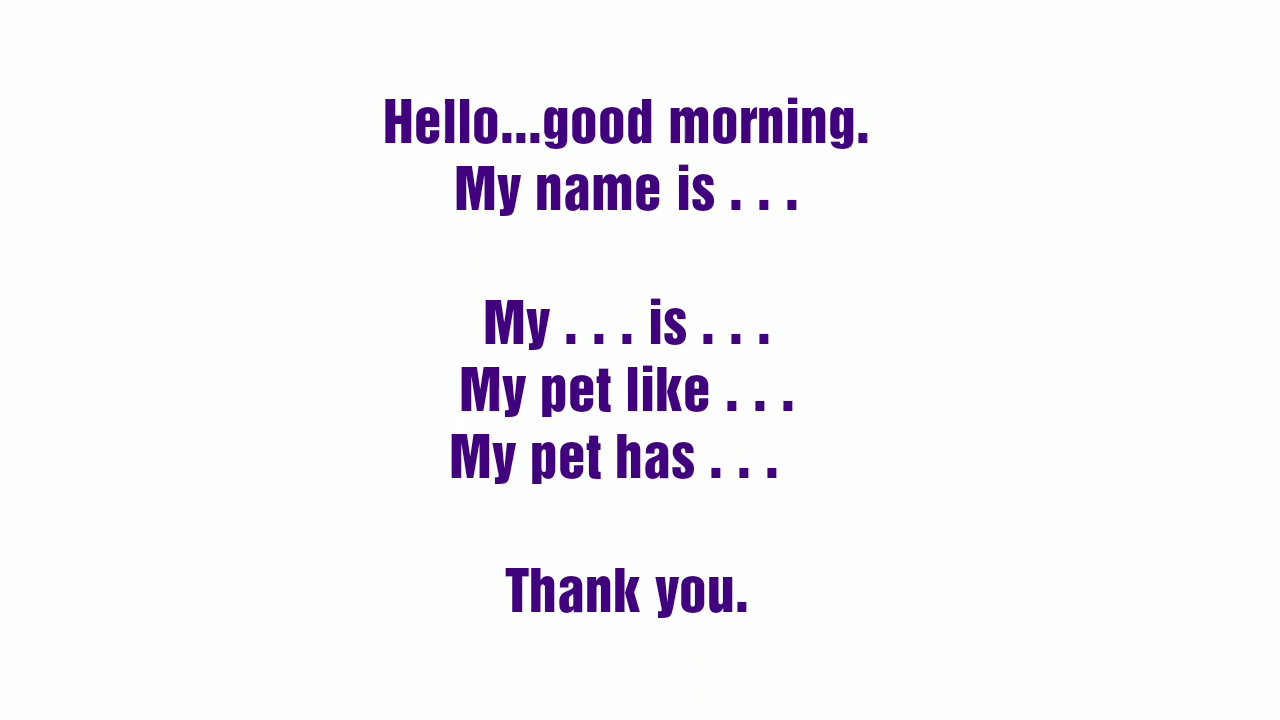 Hello...good morning.
My name is . . .
My . . . is . . .
My pet like . . .
My pet has . . .
Thank you.